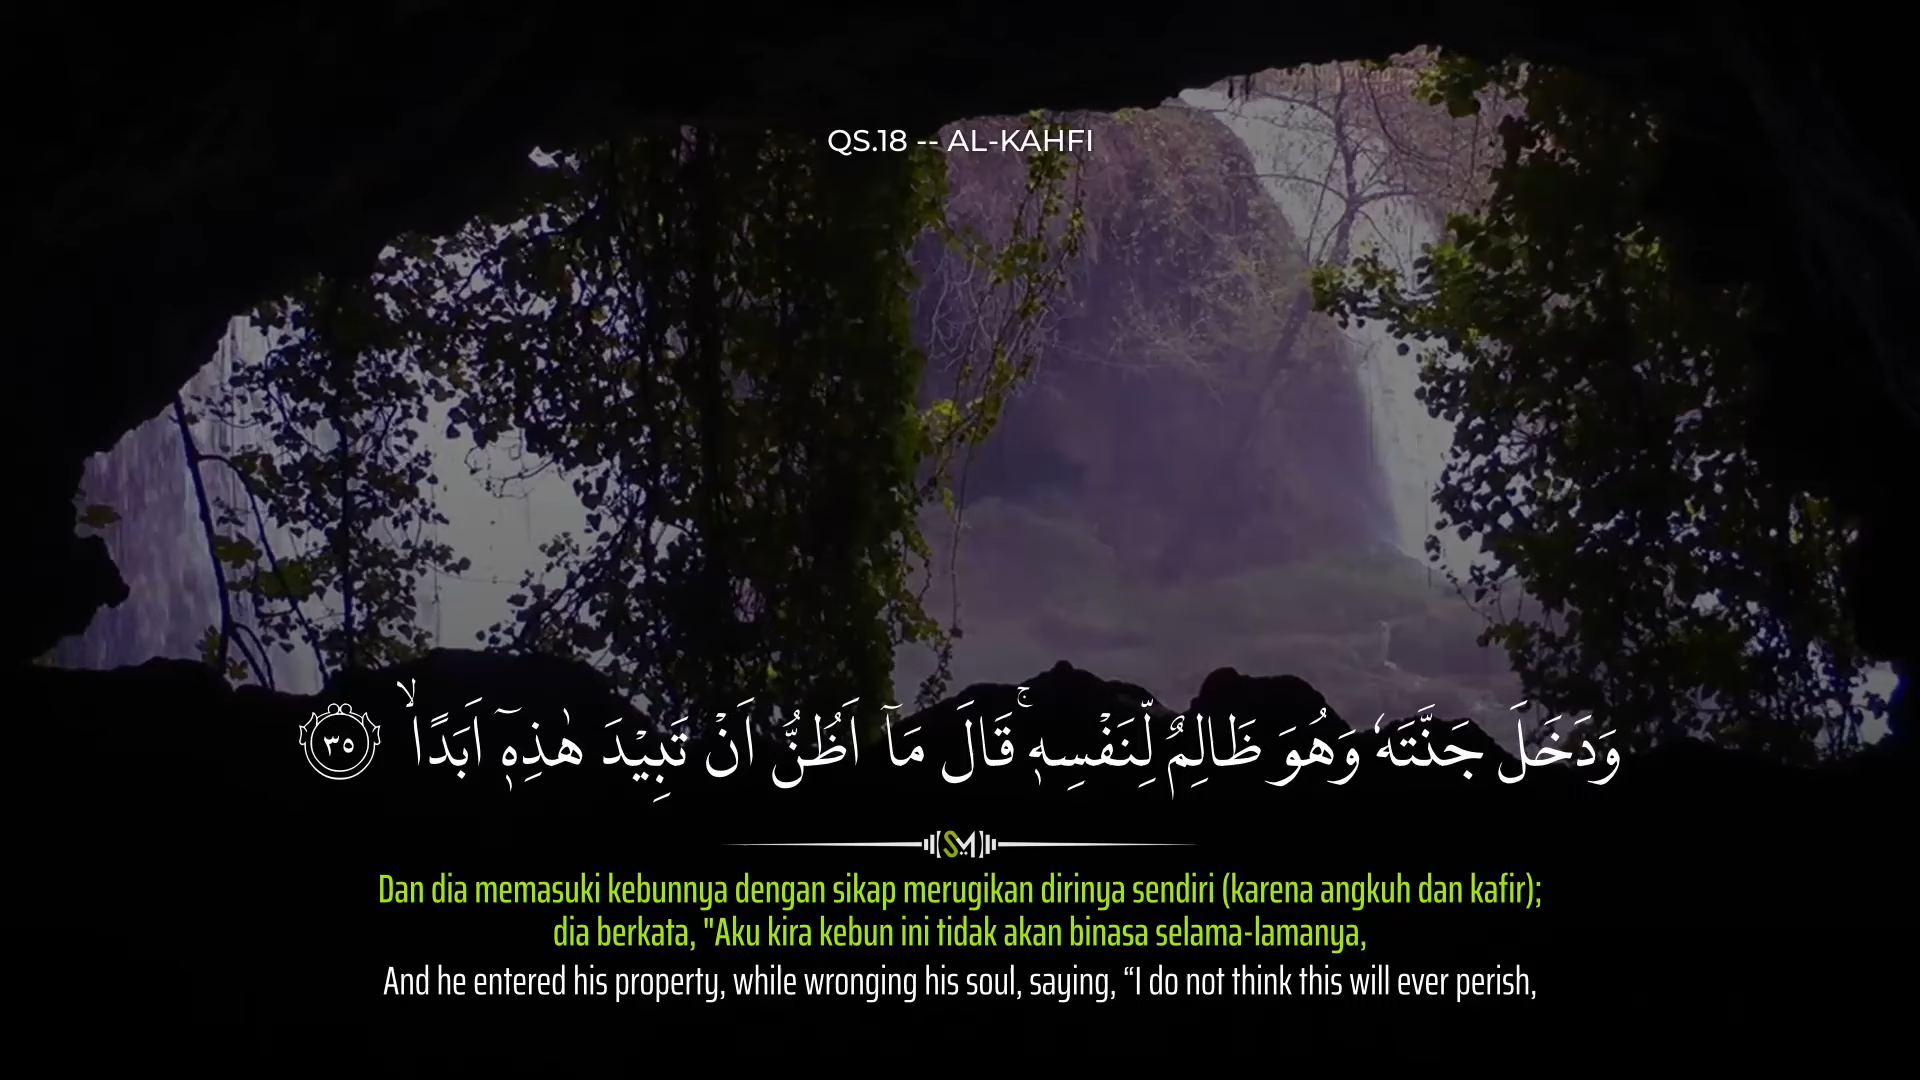 QS.18 -- AL-KAHFI
وَدَخَلَ جَنَّتَهٗ وَهُوَ ظَالِمٌ لِّنَفْسِهٖۚ قَالَ مَآ اَظُنُّ اَنْ تَبِيْدَ هٰذِهٖٓ اَبَدًاۙ ٣٥
SM
Dan dia memasuki kebunnya dengan sikap merugikan dirinya sendiri (karena angkuh dan kafir);
dia berkata, "Aku kira kebun ini tidak akan binasa selama-lamanya,
And he entered his property, while wronging his soul, saying, “I do not think this will ever perish,